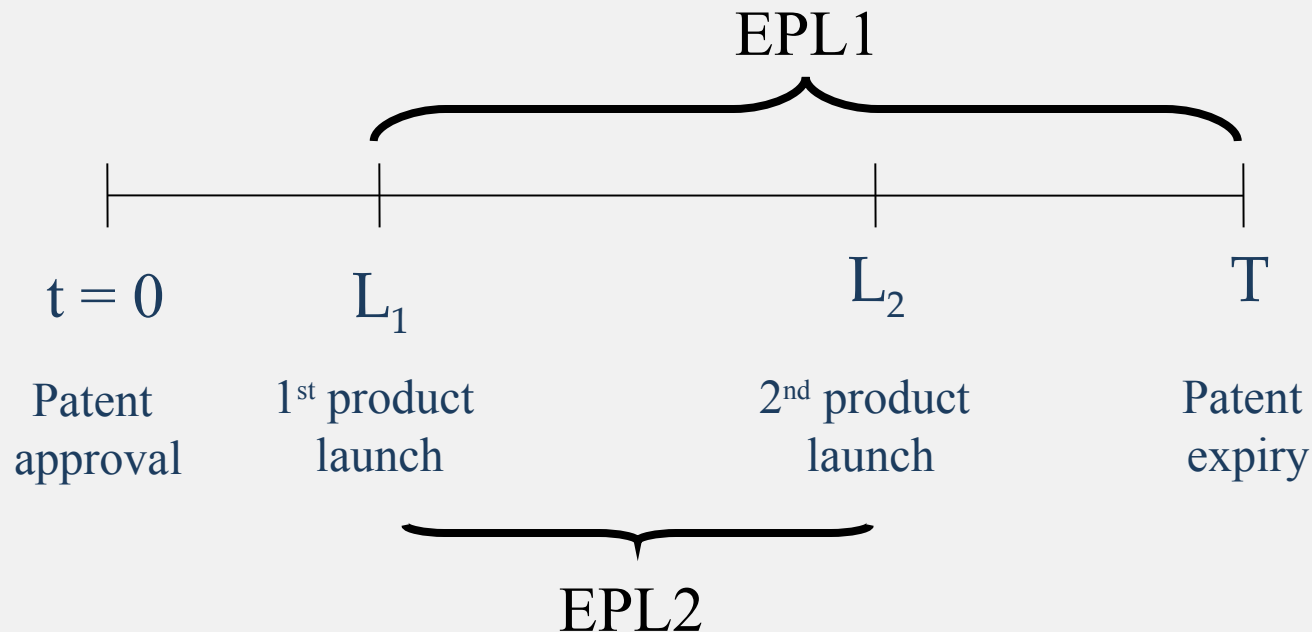 EPL1
t = 0 L₁ L₂ T
Patent 1st product 2nd product Patent
approval launch launch expiry
EPL2